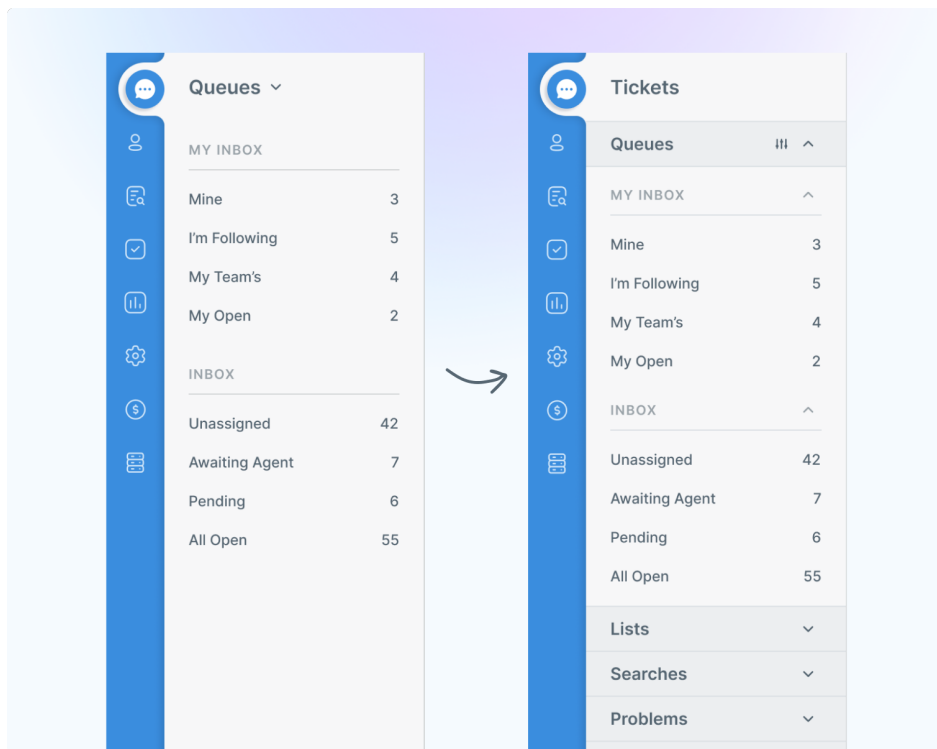 Queues
MY INBOX
Mine 3
I'm Following 5
My Team's 4
My Open 2
INBOX
Unassigned 42
Awaiting Agent 7
Pending 6
All Open 55
Tickets
Queues
MY INBOX
Mine 3
I'm Following 5
My Team's 4
My Open 2
INBOX
Unassigned 42
Awaiting Agent 7
Pending 6
All Open 55
Lists
Searches
Problems